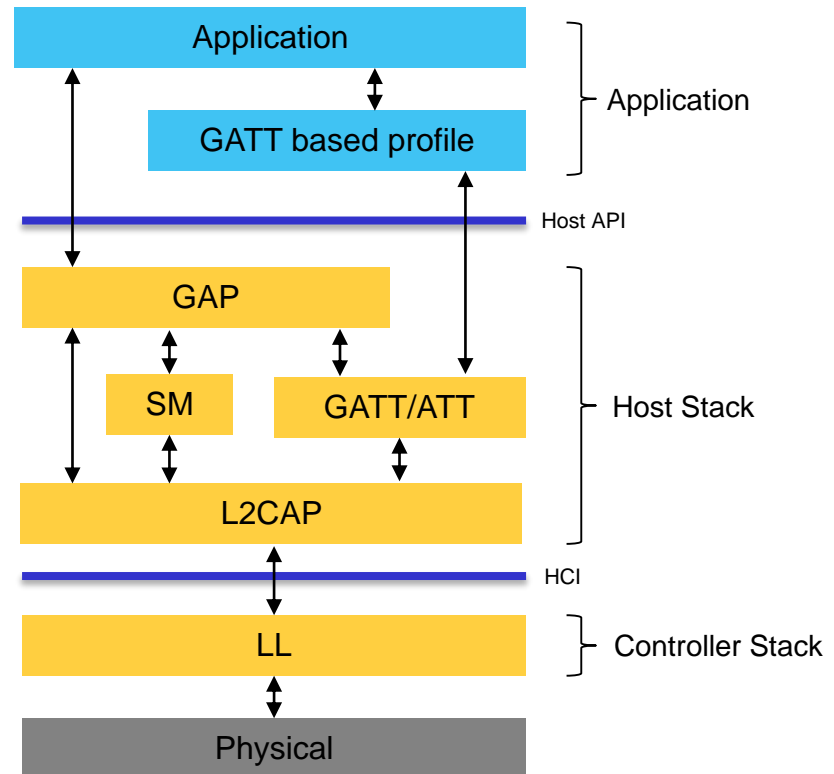 Application
GATT based profile
Application
Host API
GAP
SM
GATT/ATT
Host Stack
L2CAP
HCI
LL
Controller Stack
Physical